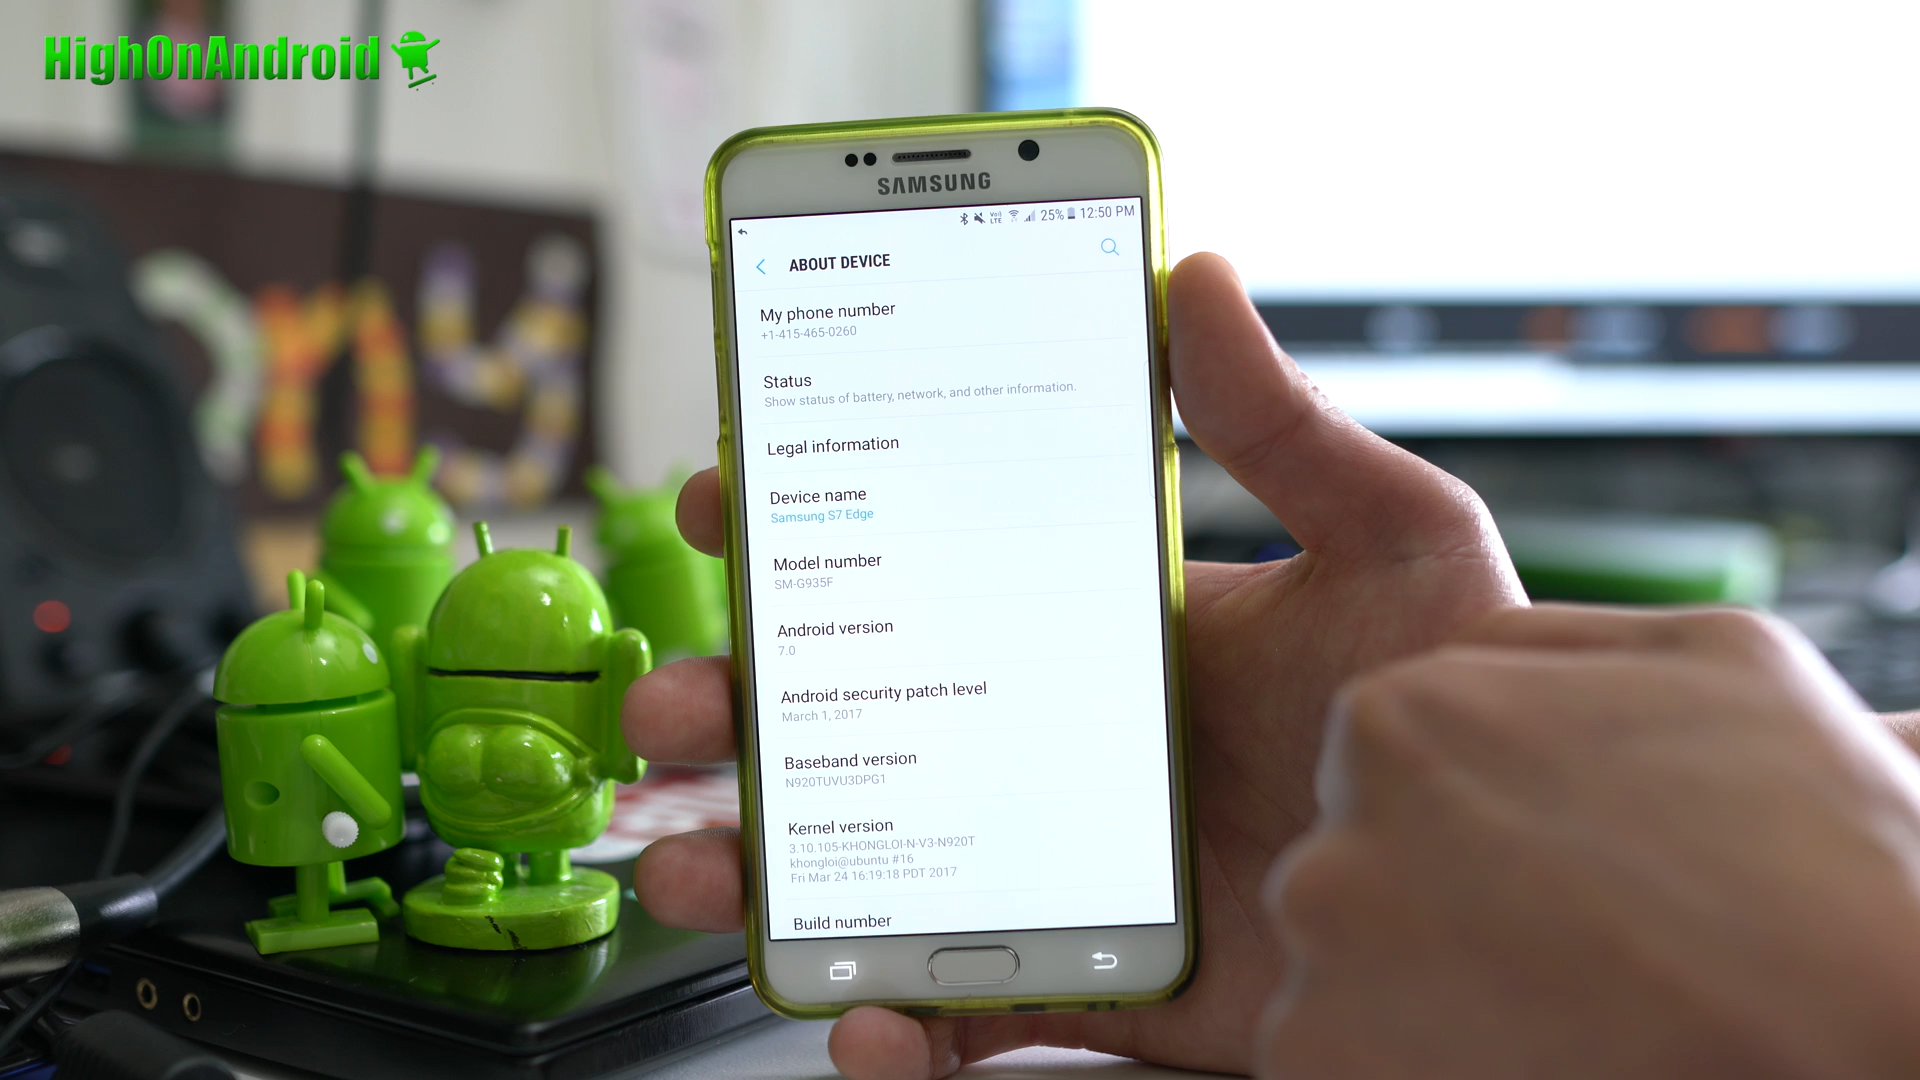 HighOnAndroid
SAMSUNG
VoD LTE 25% 12:50 PM
ABOUT DEVICE
My phone number
+1-415-465-0260
Status
Show status of battery, network, and other information.
Legal information
Device name
Samsung S7 Edge
Model number
SM-G935F
Android version
7.0
Android security patch level
March 1, 2017
Baseband version
N920TUVU3DPG1
Kernel version
3.10.105-KHONGLOI-N-V3-N920T
khongloi@ubuntu #16
Fri Mar 24 16:19:18 PDT 2017
Build number